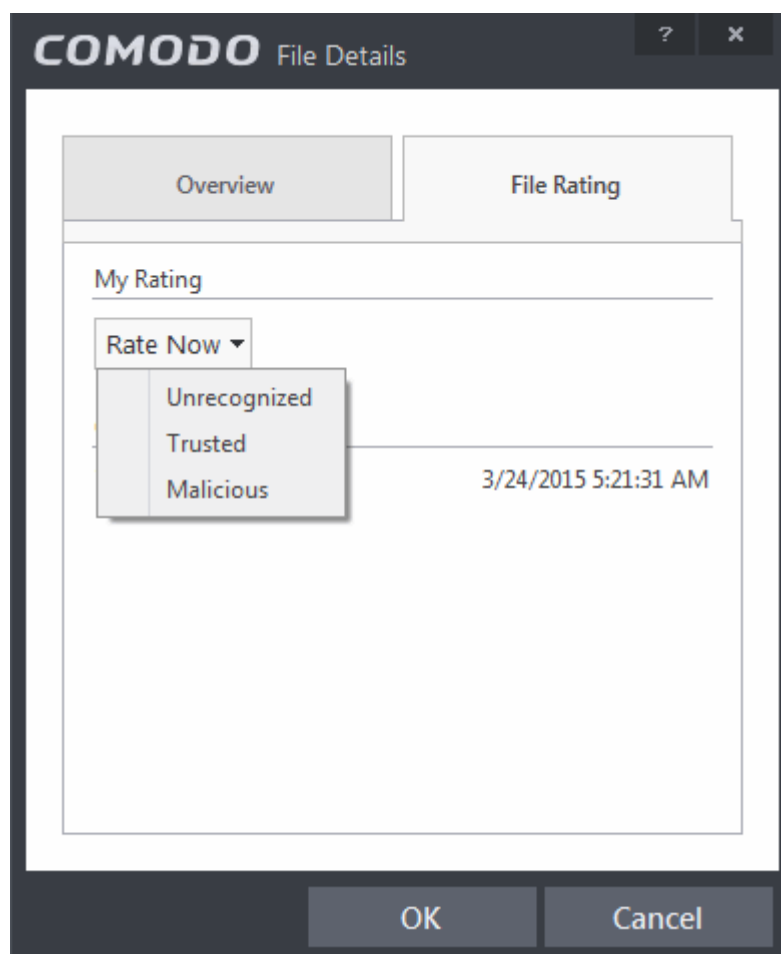 COMODO File Details ? ×
Overview File Rating
My Rating
Rate Now
Unrecognized
Trusted
Malicious
3/24/2015 5:21:31 AM
OK Cancel